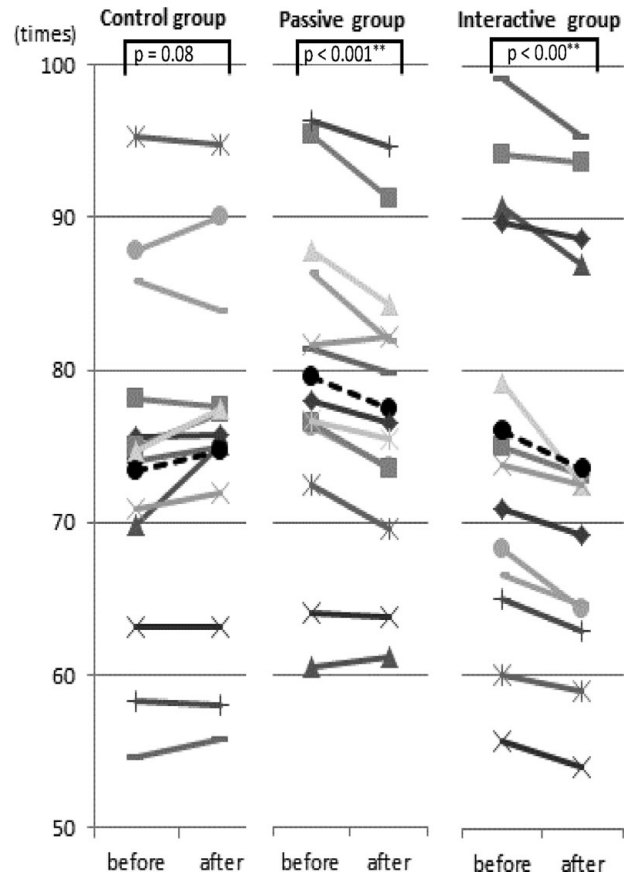 Control group Passive group Interactive group
(times)
p = 0.08 p < 0.001** p < 0.00**
100
90
80
70
60
50
before after before after before after